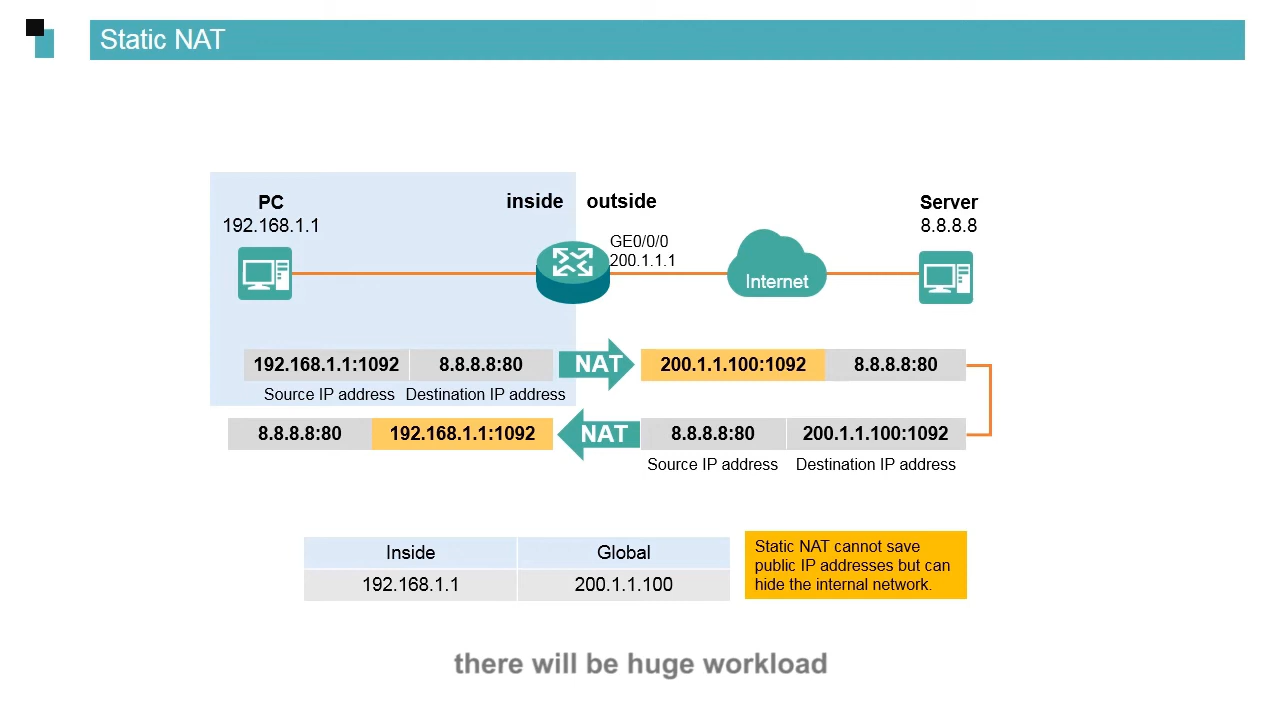 Static NAT
PC
192.168.1.1
inside
outside
GE0/0/0
200.1.1.1
Internet
Server
8.8.8.8
192.168.1.1:1092
8.8.8.8:80
NAT
200.1.1.100:1092
8.8.8.8:80
Source IP address
Destination IP address
8.8.8.8:80
192.168.1.1:1092
NAT
8.8.8.8:80
200.1.1.100:1092
Source IP address
Destination IP address
Inside
Global
192.168.1.1
200.1.1.100
Static NAT cannot save
public IP addresses but can
hide the internal network.
there will be huge workload